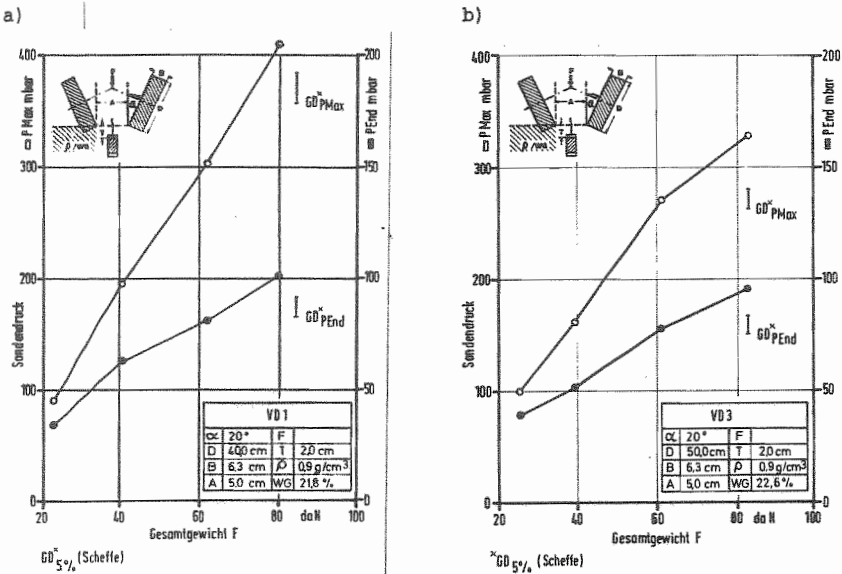 a)
400
300
200
100
0
□ P Max mbar
Sondendruck
200
150
100
50
0
P End mbar
GD×PMax
GD×PEnd
VD1
α 20° F
D 40,0 cm T 2,0 cm
B 6,3 cm ρ 0,9 g/cm³
A 5,0 cm WG 21,8 %
20 40 60 80 daN 100
Gesamtgewicht F
GD×5% (Scheffe)
b)
400
300
200
100
0
□ P Max mbar
Sondendruck
200
150
100
50
0
P End mbar
GD×PMax
GD×PEnd
VD3
α 20° F
D 50,0 cm T 2,0 cm
B 6,3 cm ρ 0,9 g/cm³
A 5,0 cm WG 22,6 %
20 40 60 80 daN 100
Gesamtgewicht F
×GD5% (Scheffe)